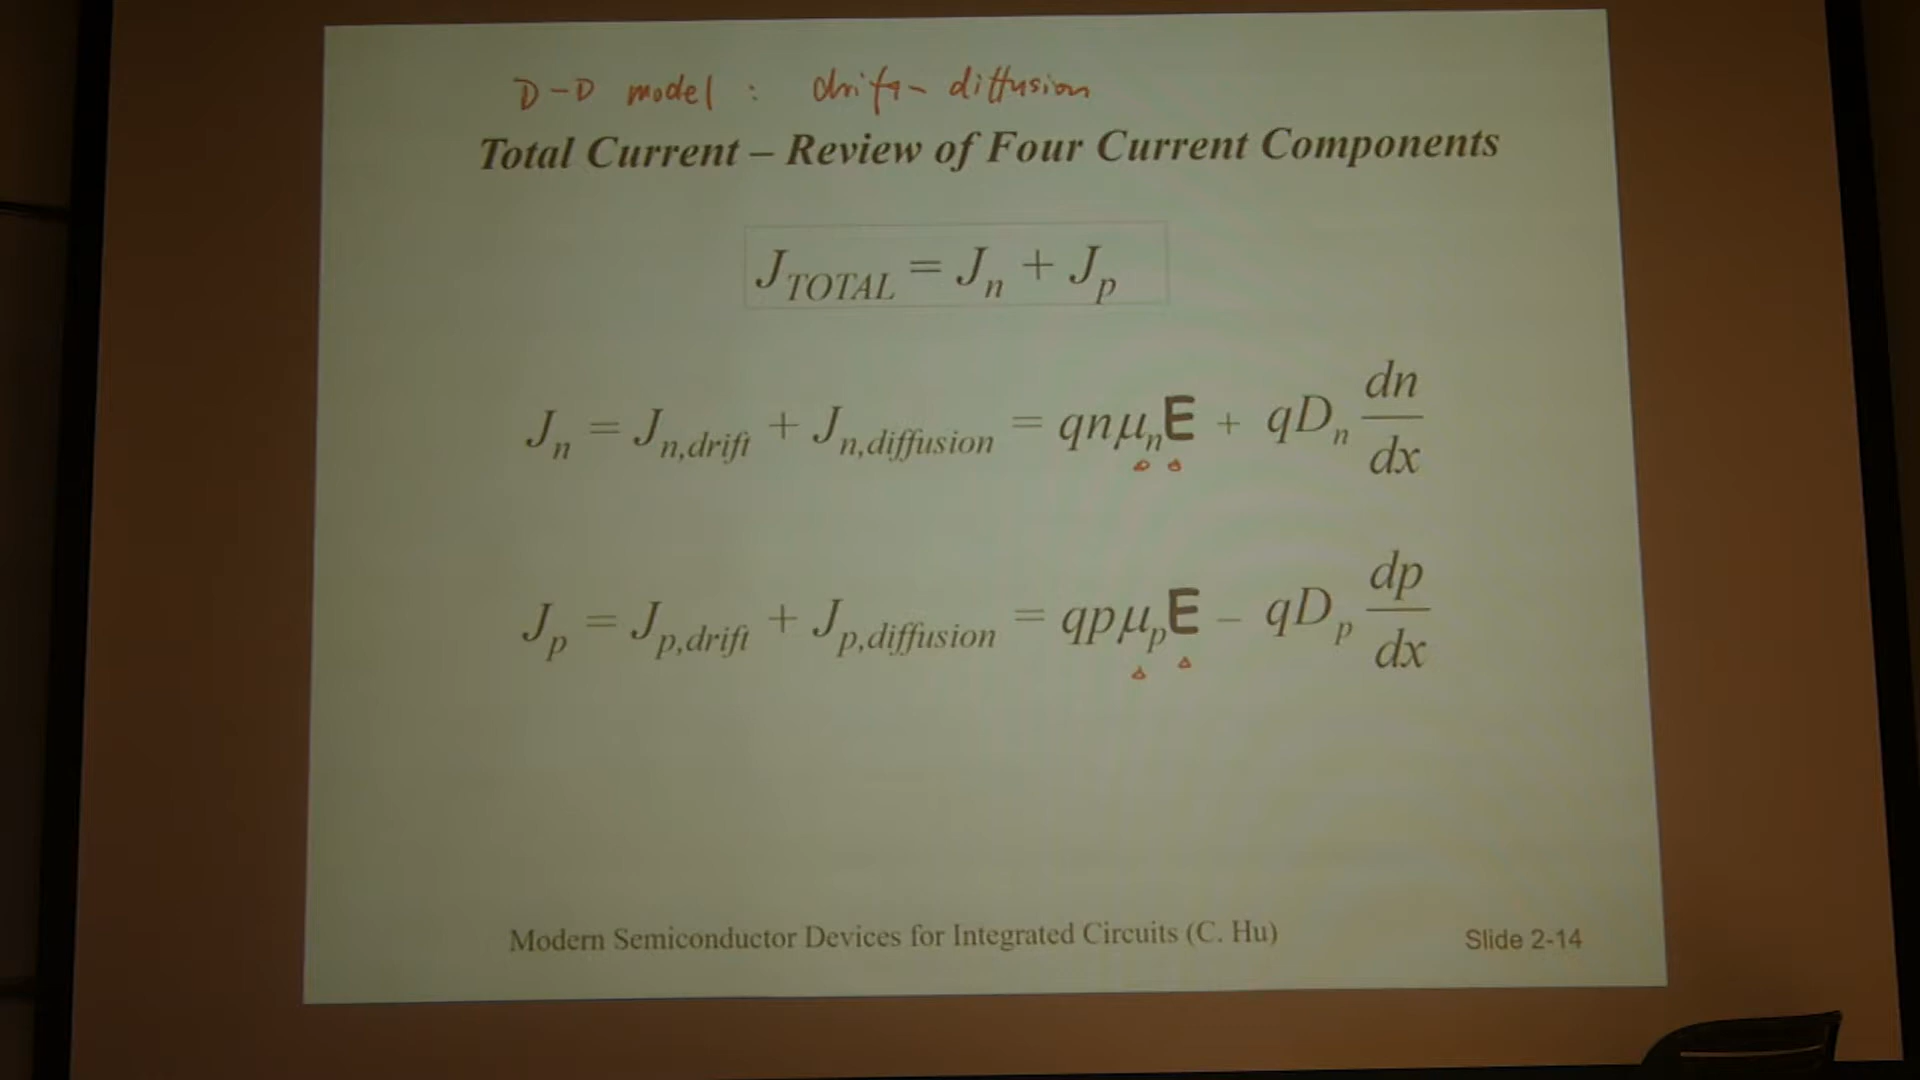 D-D model : drift-diffusion
Total Current – Review of Four Current Components
J_TOTAL = J_n + J_p
J_n = J_n,drift + J_n,diffusion = qnμ_nE + qD_n dn/dx
J_p = J_p,drift + J_p,diffusion = qpμ_pE – qD_p dp/dx
Modern Semiconductor Devices for Integrated Circuits (C. Hu)
Slide 2-14